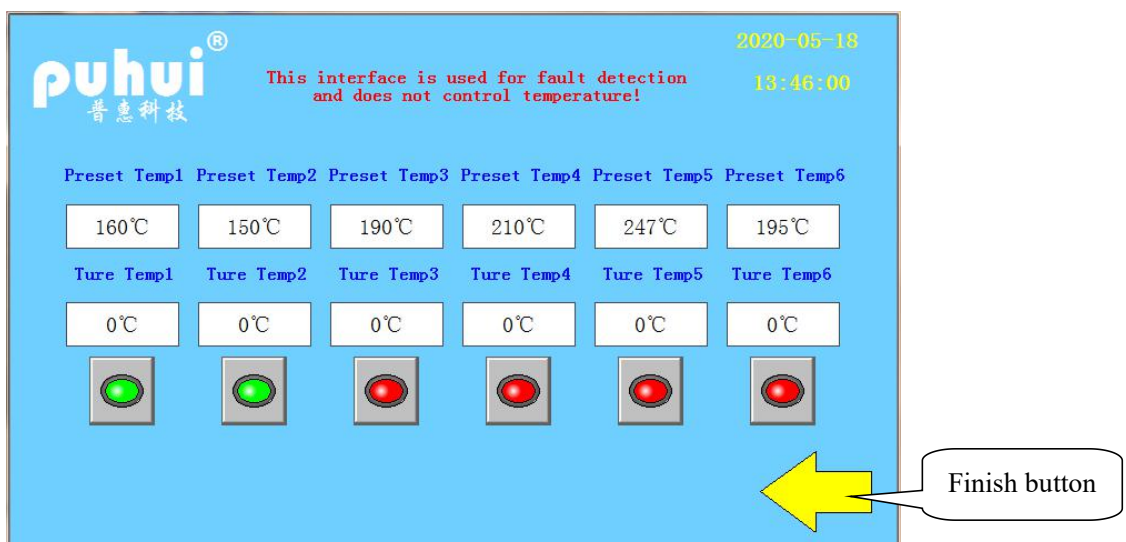 puhui®
普惠科技
2020-05-18
This interface is used for fault detection
and does not control temperature!
13:46:00
Preset Temp1 Preset Temp2 Preset Temp3 Preset Temp4 Preset Temp5 Preset Temp6
160℃ 150℃ 190℃ 210℃ 247℃ 195℃
Ture Temp1 Ture Temp2 Ture Temp3 Ture Temp4 Ture Temp5 Ture Temp6
0℃ 0℃ 0℃ 0℃ 0℃ 0℃
Finish button